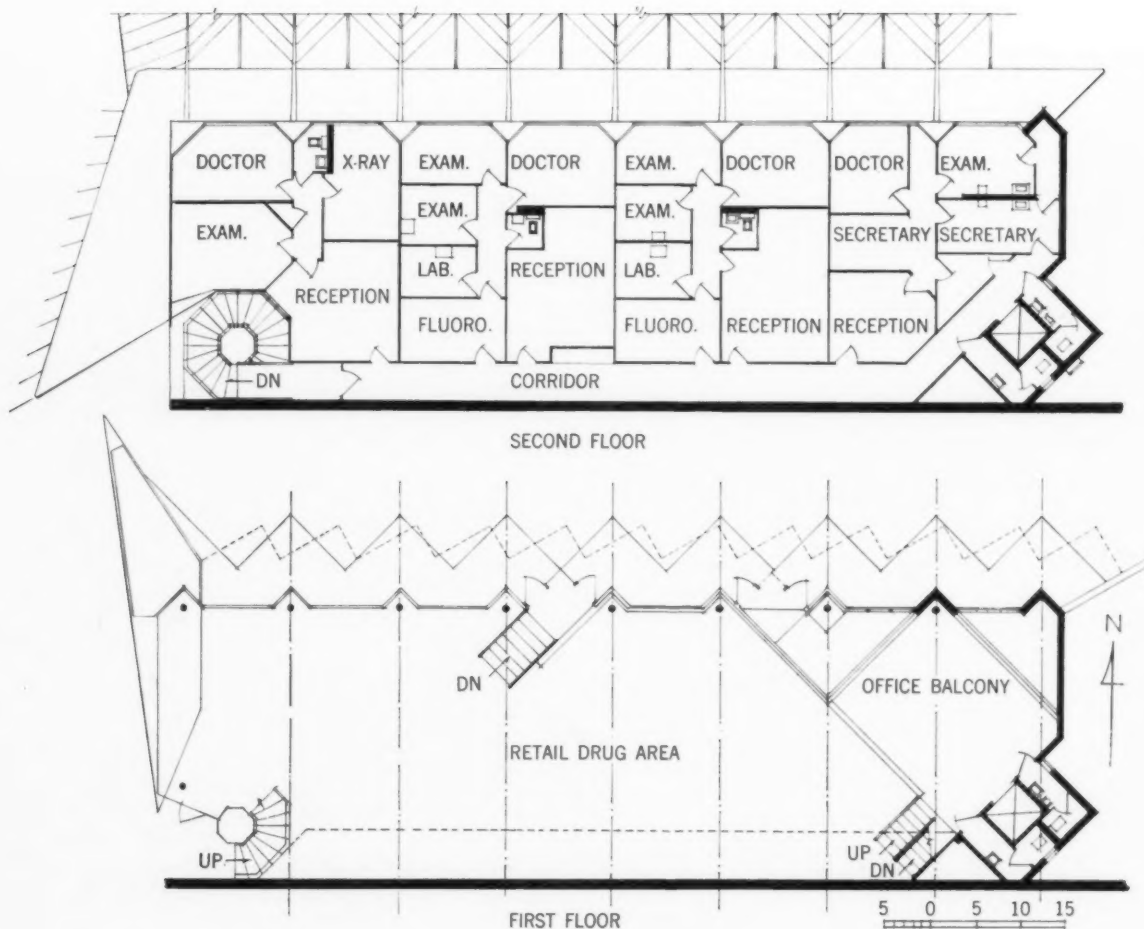 DOCTOR X-RAY EXAM. DOCTOR EXAM. DOCTOR DOCTOR EXAM.
EXAM. EXAM. EXAM.
SECRETARY SECRETARY
LAB. RECEPTION LAB.
RECEPTION
FLUORO. FLUORO. RECEPTION RECEPTION
DN CORRIDOR
SECOND FLOOR
N
DN OFFICE BALCONY
RETAIL DRUG AREA
UP UP
DN
5 0 5 10 15
FIRST FLOOR